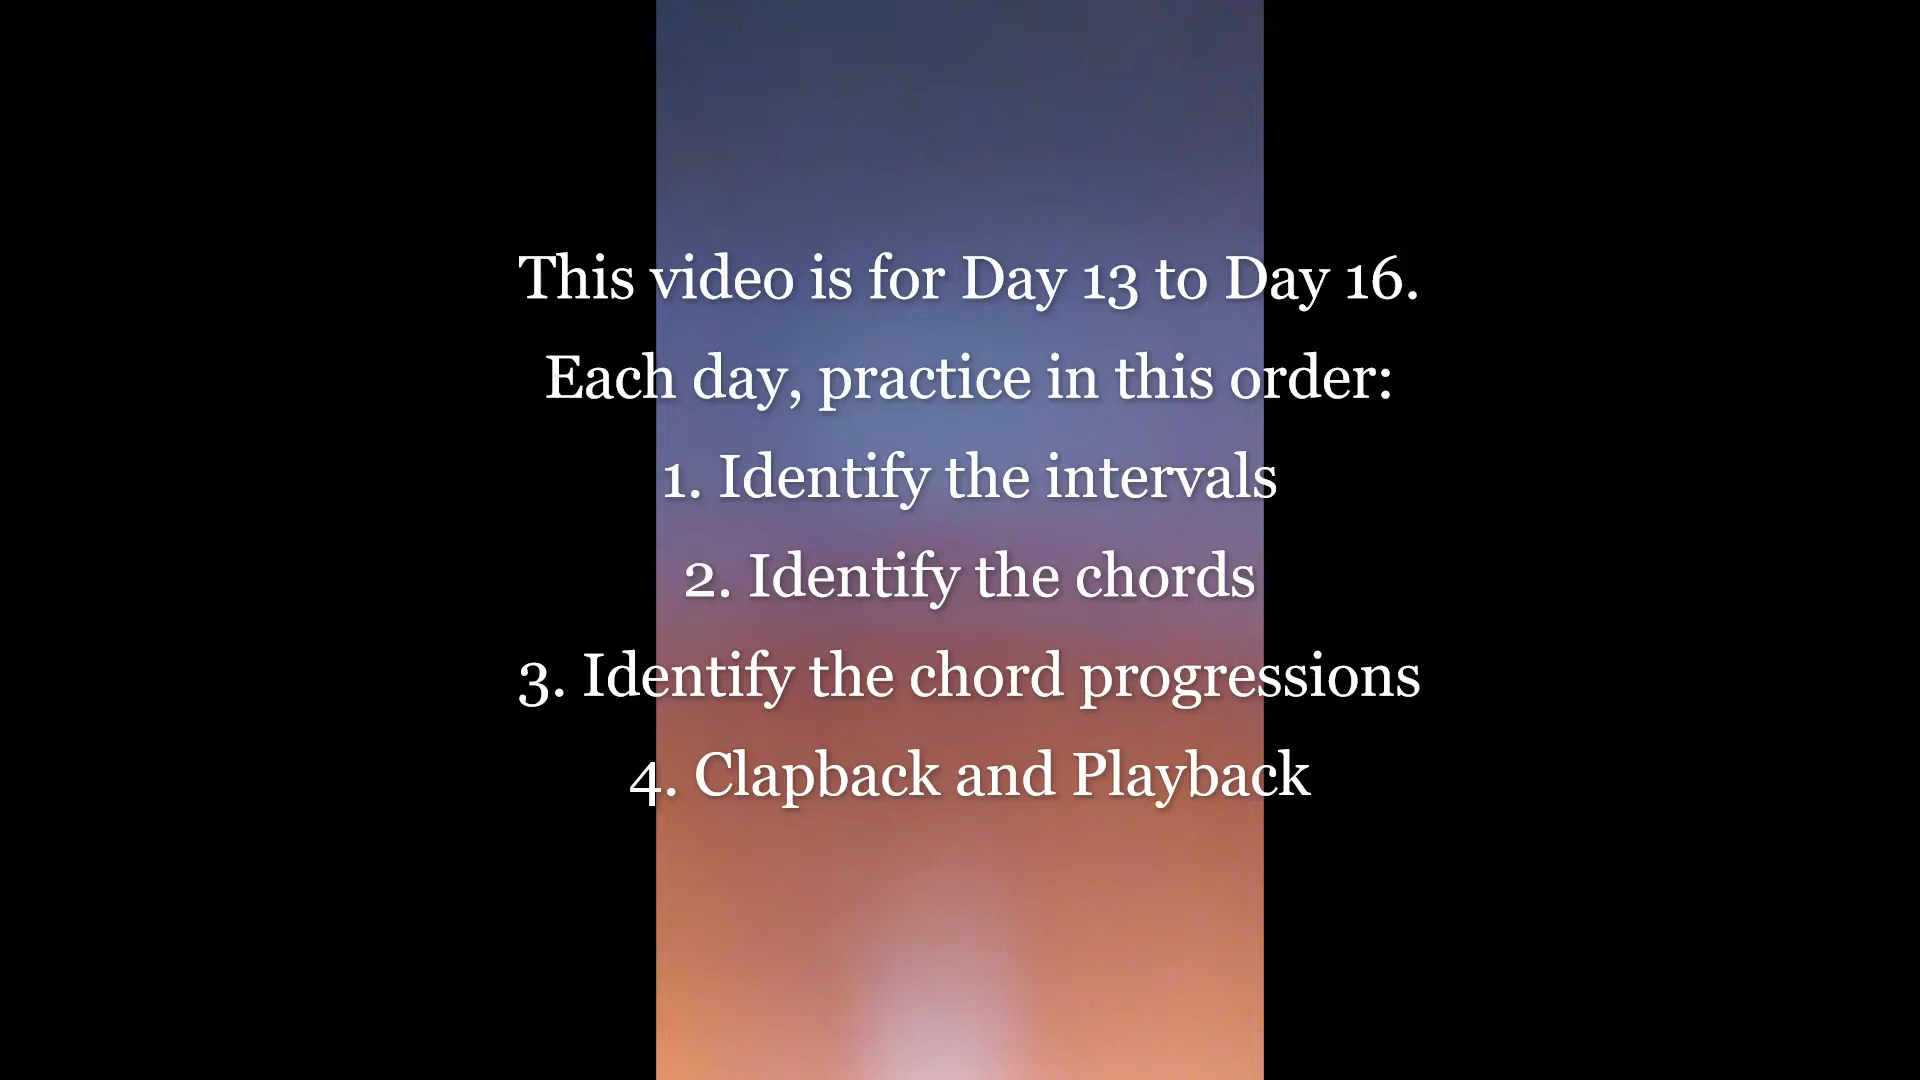 This video is for Day 13 to Day 16.
Each day, practice in this order:
1. Identify the intervals
2. Identify the chords
3. Identify the chord progressions
4. Clapback and Playback